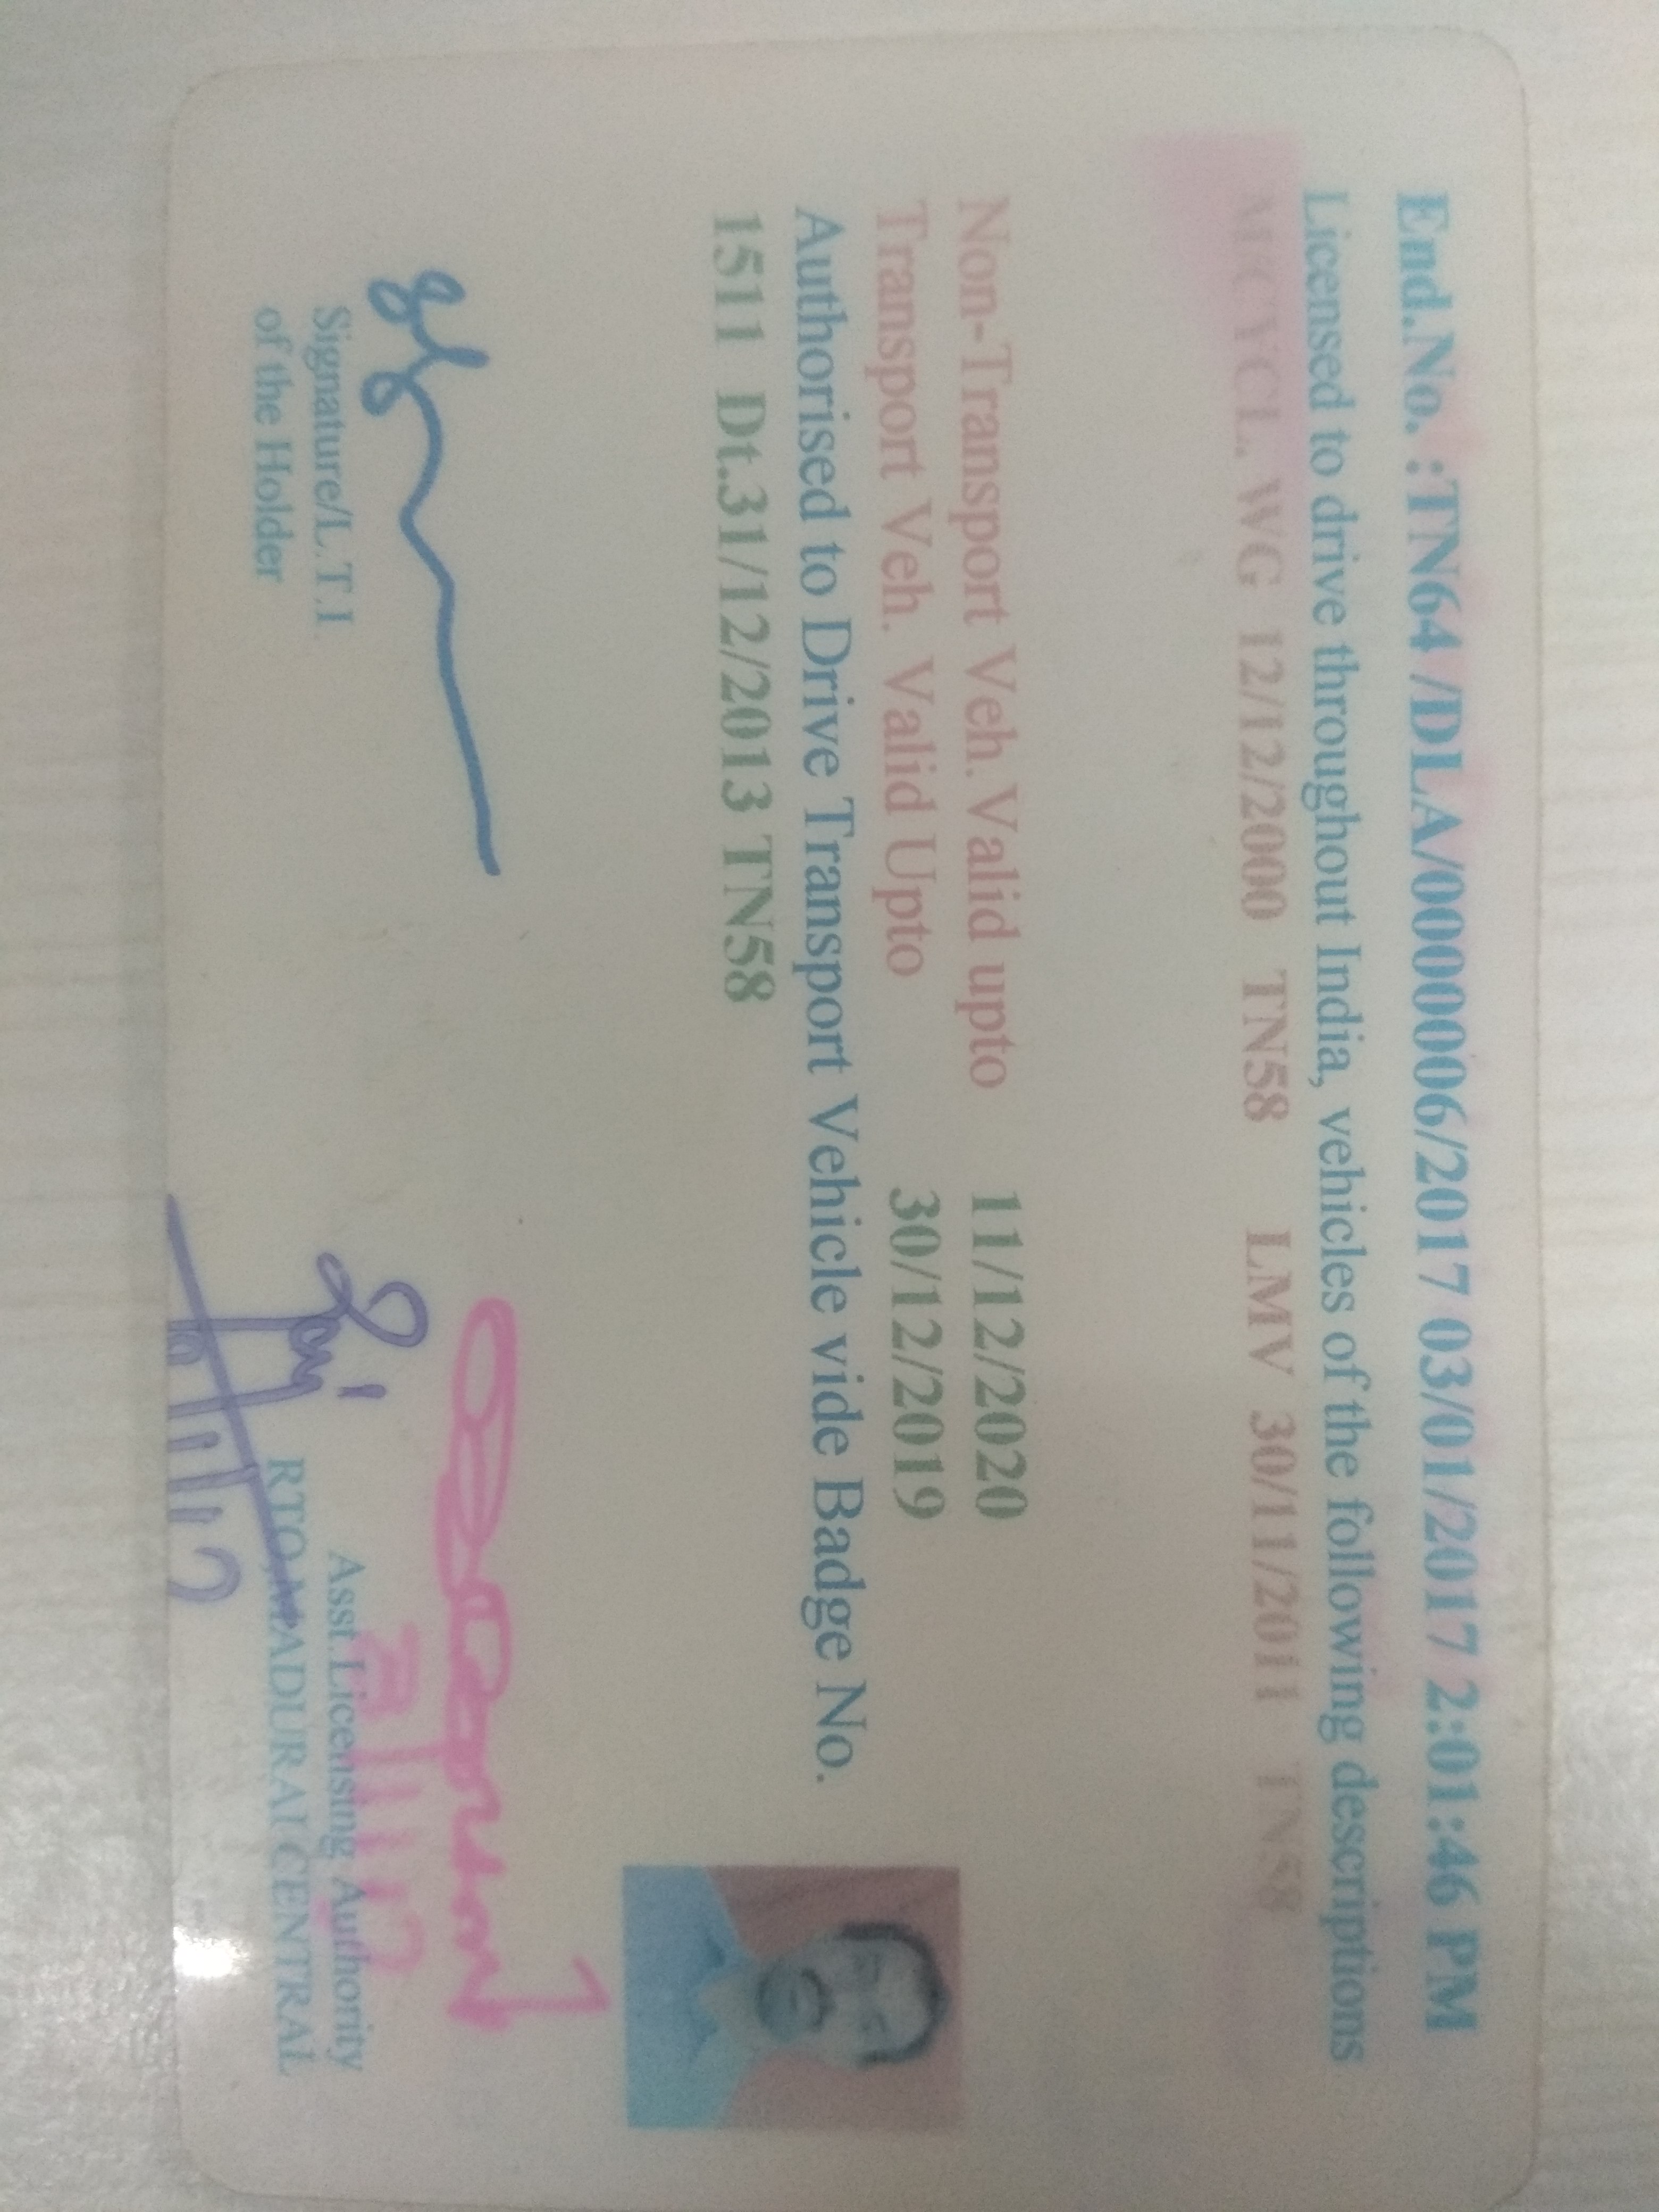 End.No. :TN64 /DLA/0000006/2017 03/01/2017 2:01:46 PM
Licensed to drive throughout India, vehicles of the following descriptions
MCYCL. WG 12/12/2000 TN58 LMV 30/11/2011 TN58
Non-Transport Veh.Valid upto 11/12/2020
Transport Veh. Valid Upto 30/12/2019
Authorised to Drive Transport Vehicle vide Badge No.
1511 Dt.31/12/2013 TN58
Signature/L.T.I
of the Holder
Asst.Licensing Authority
RTO,MADURAI CENTRAL